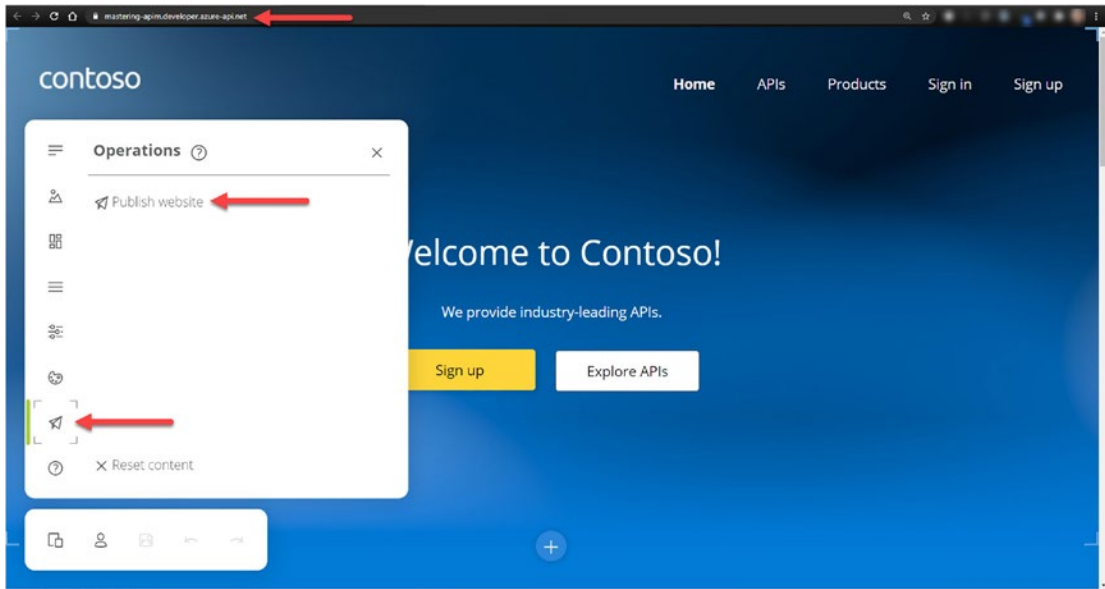 mastering-apim.developer.azure-api.net
contoso
Home APIs Products Sign in Sign up
Operations
Publish website
elcome to Contoso!
We provide industry-leading APIs.
Sign up Explore APIs
Reset content